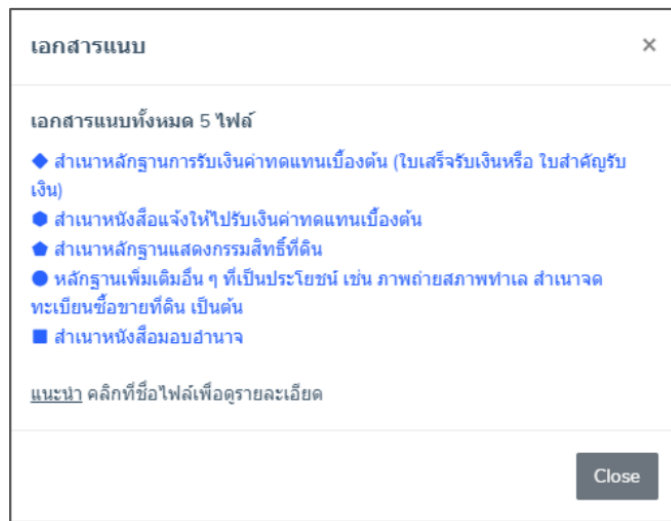 เอกสารแนบ ×
เอกสารแนบทั้งหมด 5 ไฟล์
◆ สำเนาหลักฐานการรับเงินค่าทดแทนเบื้องต้น (ใบเสร็จรับเงินหรือ ใบสำคัญรับ
เงิน)
⬢ สำเนาหนังสือแจ้งให้ไปรับเงินค่าทดแทนเบื้องต้น
⬟ สำเนาหลักฐานแสดงกรรมสิทธิ์ที่ดิน
● หลักฐานเพิ่มเติมอื่น ๆ ที่เป็นประโยชน์ เช่น ภาพถ่ายสภาพทำเล สำเนาจด
ทะเบียนซื้อขายที่ดิน เป็นต้น
■ สำเนาหนังสือมอบอำนาจ
แนะนำ คลิกที่ชื่อไฟล์เพื่อดูรายละเอียด
Close